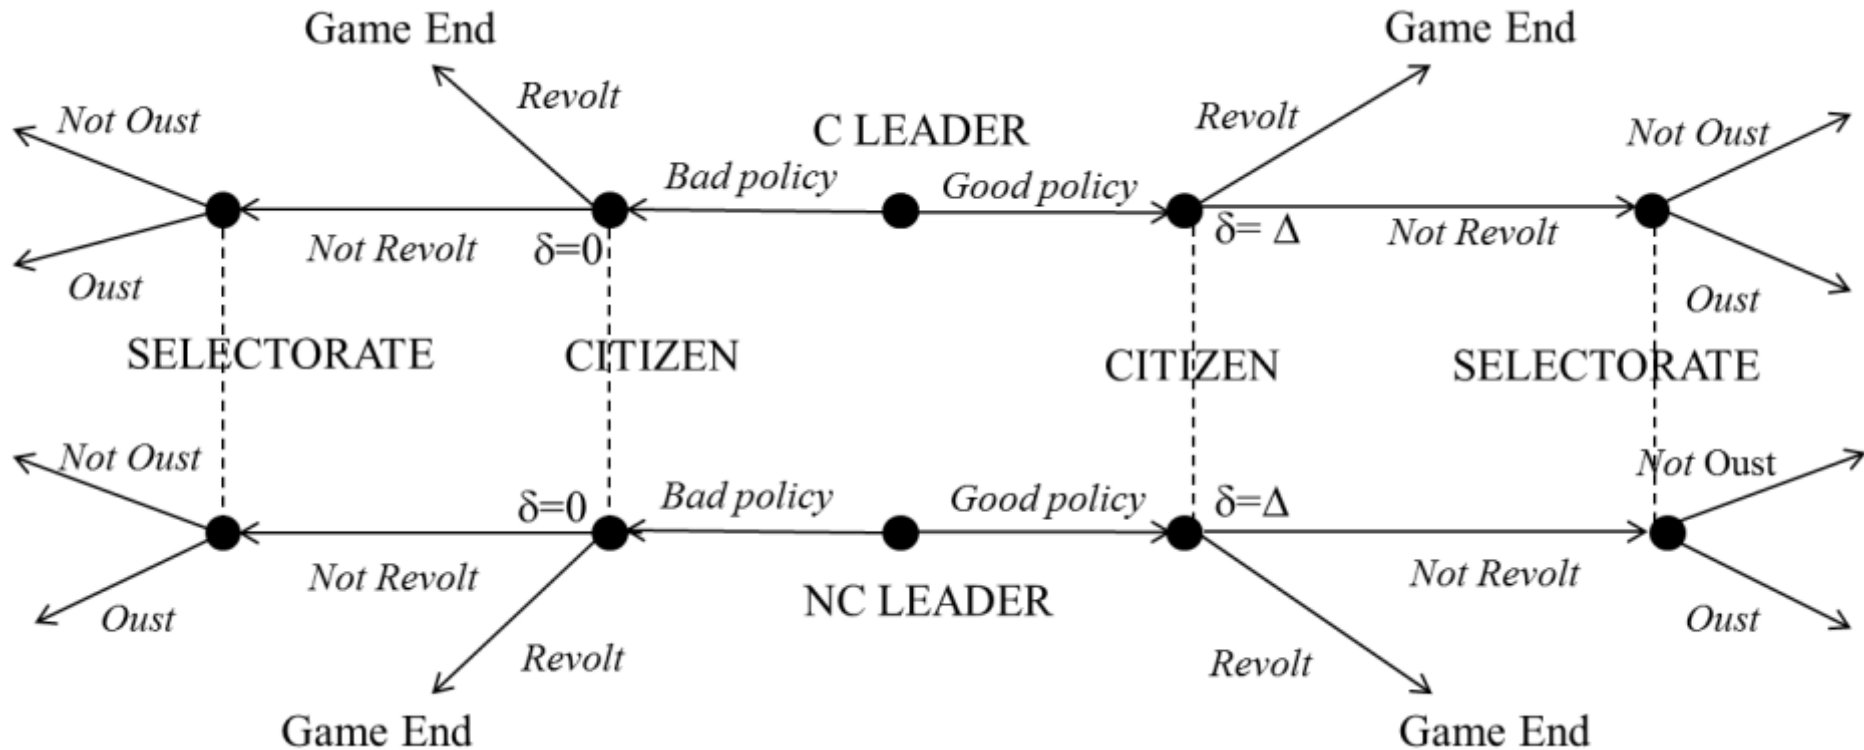 Game End
Game End
Revolt
Revolt
Not Oust
C LEADER
Not Oust
Bad policy
Good policy
Not Revolt
δ=0
δ= Δ
Not Revolt
Oust
Oust
SELECTORATE
CITIZEN
CITIZEN
SELECTORATE
Not Oust
Not Oust
δ=0
Bad policy
Good policy
δ=Δ
Not Revolt
Not Revolt
Oust
NC LEADER
Oust
Revolt
Revolt
Game End
Game End